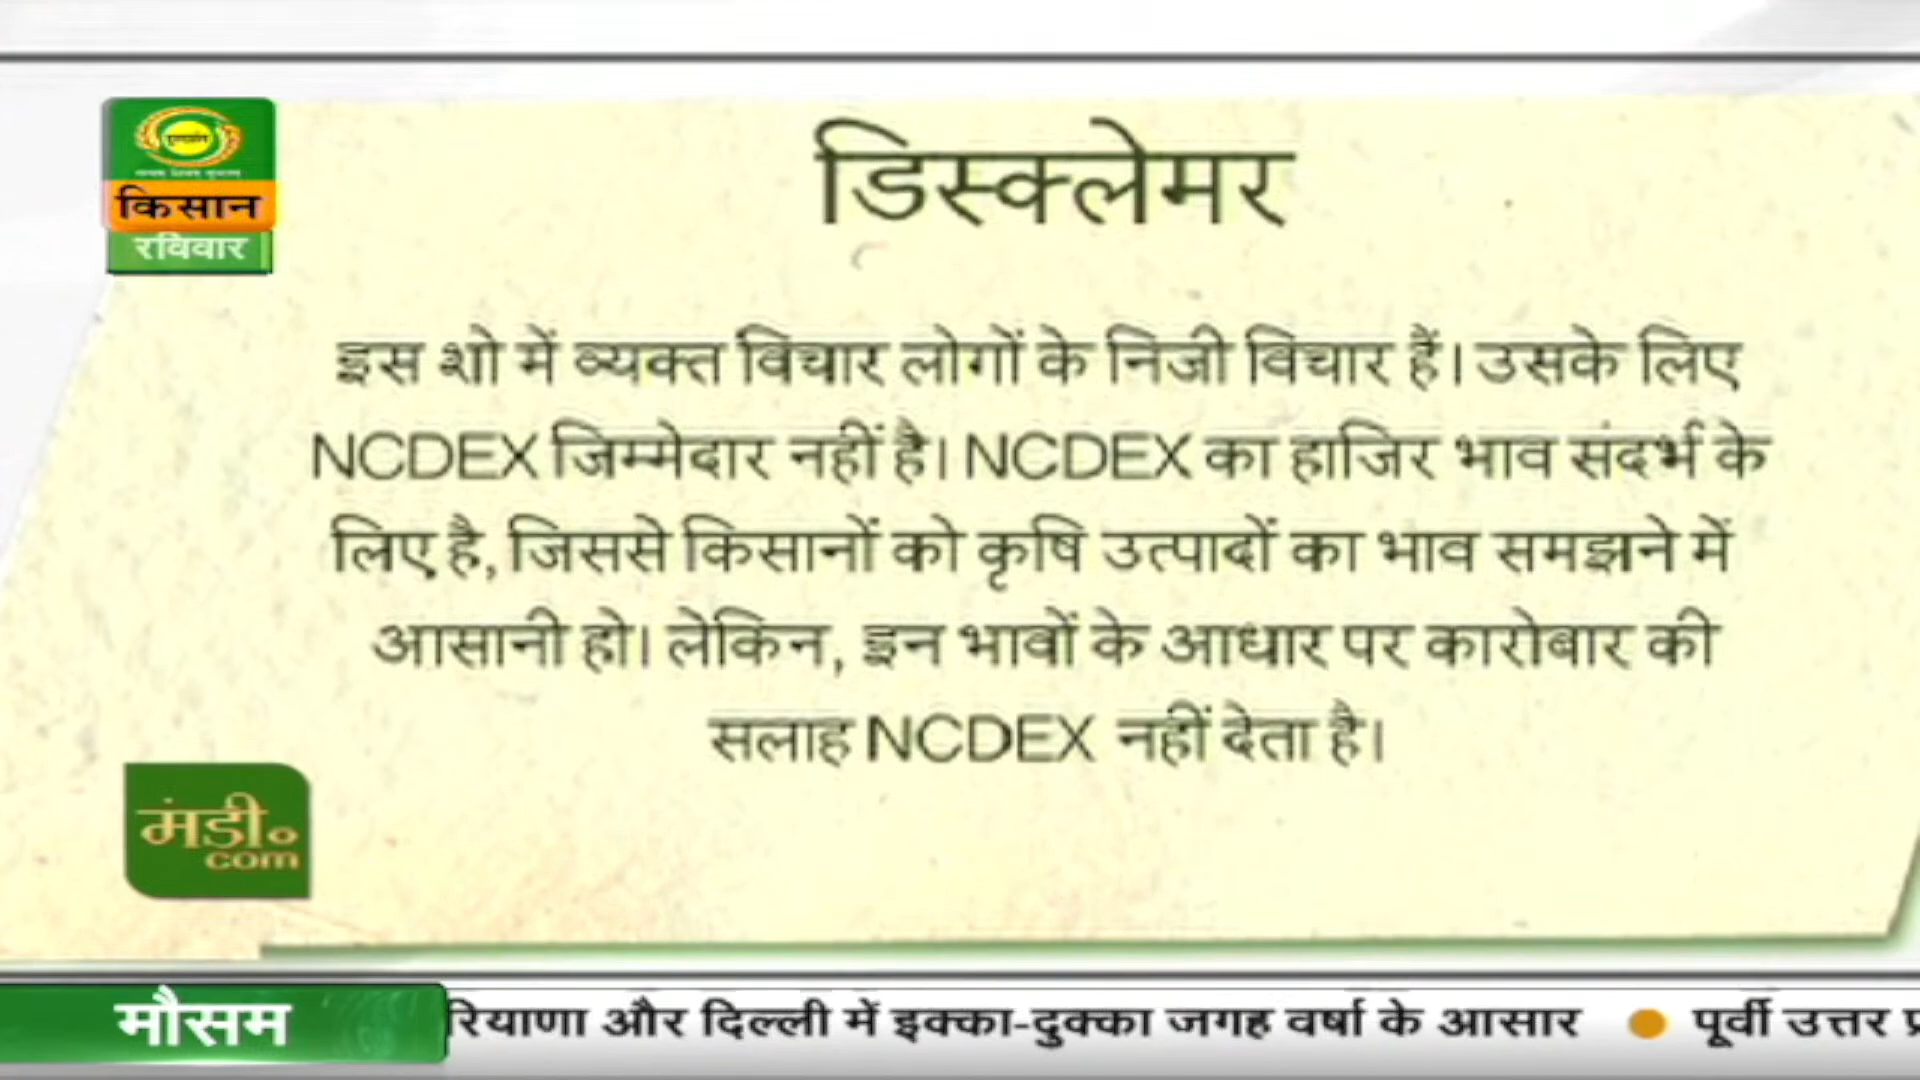 किसान
रविवार
डिस्क्लेमर
इस शो में व्यक्त विचार लोगों के निजी विचार हैं। उसके लिए
NCDEX जिम्मेदार नहीं है। NCDEX का हाजिर भाव संदर्भ के
लिए है, जिससे किसानों को कृषि उत्पादों का भाव समझने में
आसानी हो। लेकिन, इन भावों के आधार पर कारोबार की
सलाह NCDEX नहीं देता है।
मंडी.
com
मौसम
रियाणा और दिल्ली में इक्का-दुक्का जगह वर्षा के आसार ● पूर्वी उत्तर प्र